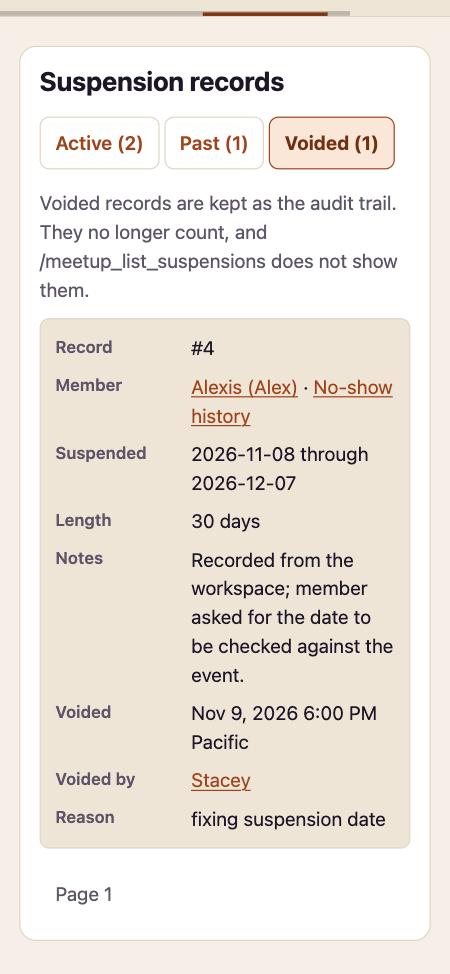 Suspension records
Active (2) Past (1) Voided (1)
Voided records are kept as the audit trail.
They no longer count, and
/meetup_list_suspensions does not show
them.
Record #4
Member Alexis (Alex) · No-show
history
Suspended 2026-11-08 through
2026-12-07
Length 30 days
Notes Recorded from the
workspace; member
asked for the date to
be checked against the
event.
Voided Nov 9, 2026 6:00 PM
Pacific
Voided by Stacey
Reason fixing suspension date
Page 1